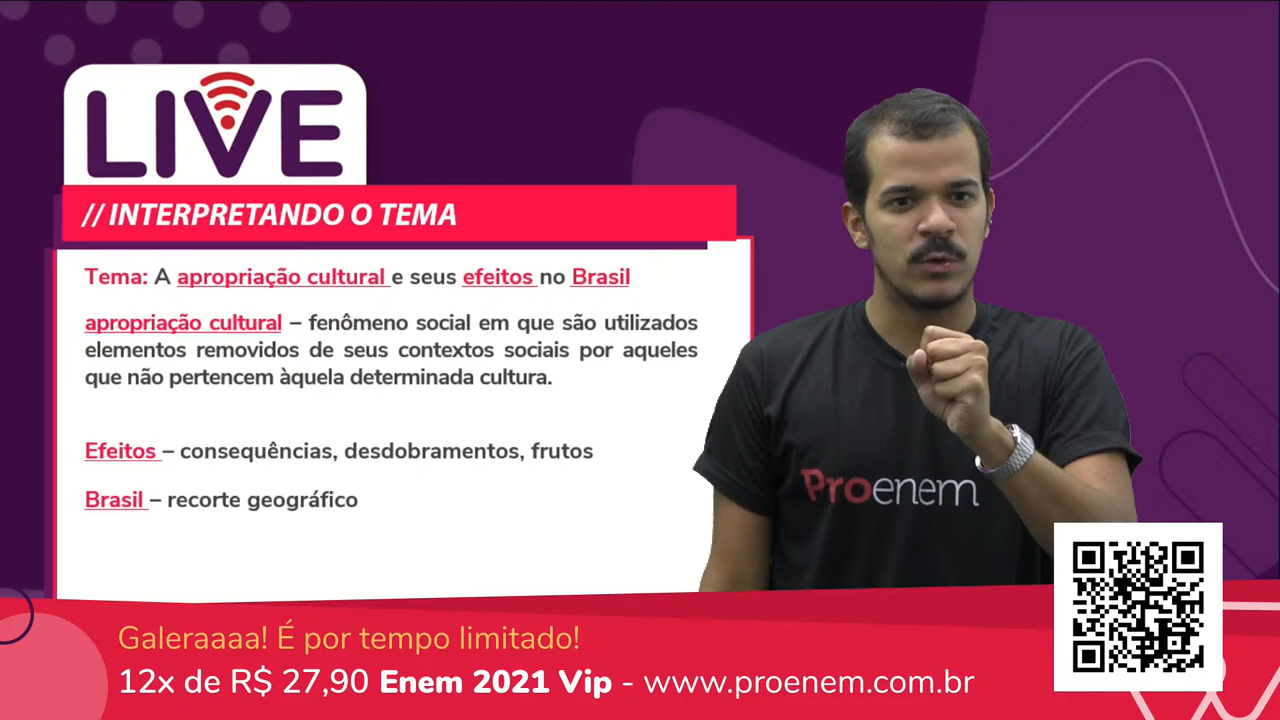 LIVE
// INTERPRETANDO O TEMA
Tema: A apropriação cultural e seus efeitos no Brasil
apropriação cultural – fenômeno social em que são utilizados
elementos removidos de seus contextos sociais por aqueles
que não pertencem àquela determinada cultura.
Efeitos – consequências, desdobramentos, frutos
Brasil – recorte geográfico
Proenem
Galeraaaa! É por tempo limitado!
12x de R$ 27,90 Enem 2021 Vip - www.proenem.com.br